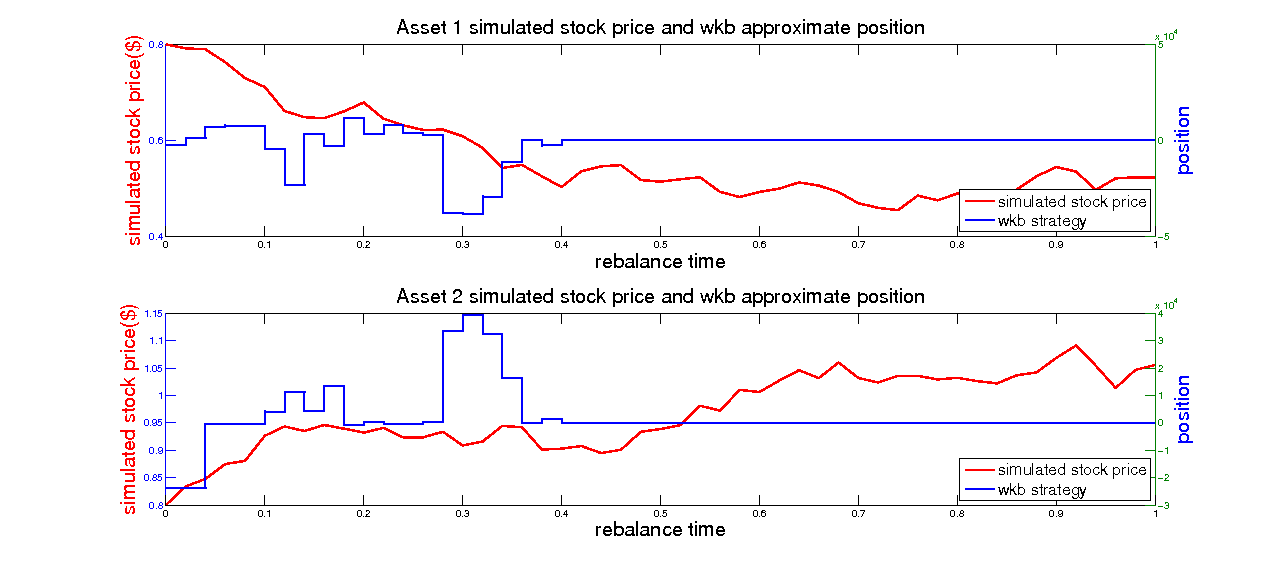 Asset 1 simulated stock price and wkb approximate position
x 10^4
0.8 0.6 0.4
5 0 -5
simulated stock price($)
position
simulated stock price
wkb strategy
0 0.1 0.2 0.3 0.4 0.5 0.6 0.7 0.8 0.9 1
rebalance time
Asset 2 simulated stock price and wkb approximate position
x 10^4
1.15 1.1 1.05 1 0.95 0.9 0.85 0.8
4 3 2 1 0 -1 -2 -3
simulated stock price($)
position
simulated stock price
wkb strategy
0 0.1 0.2 0.3 0.4 0.5 0.6 0.7 0.8 0.9 1
rebalance time